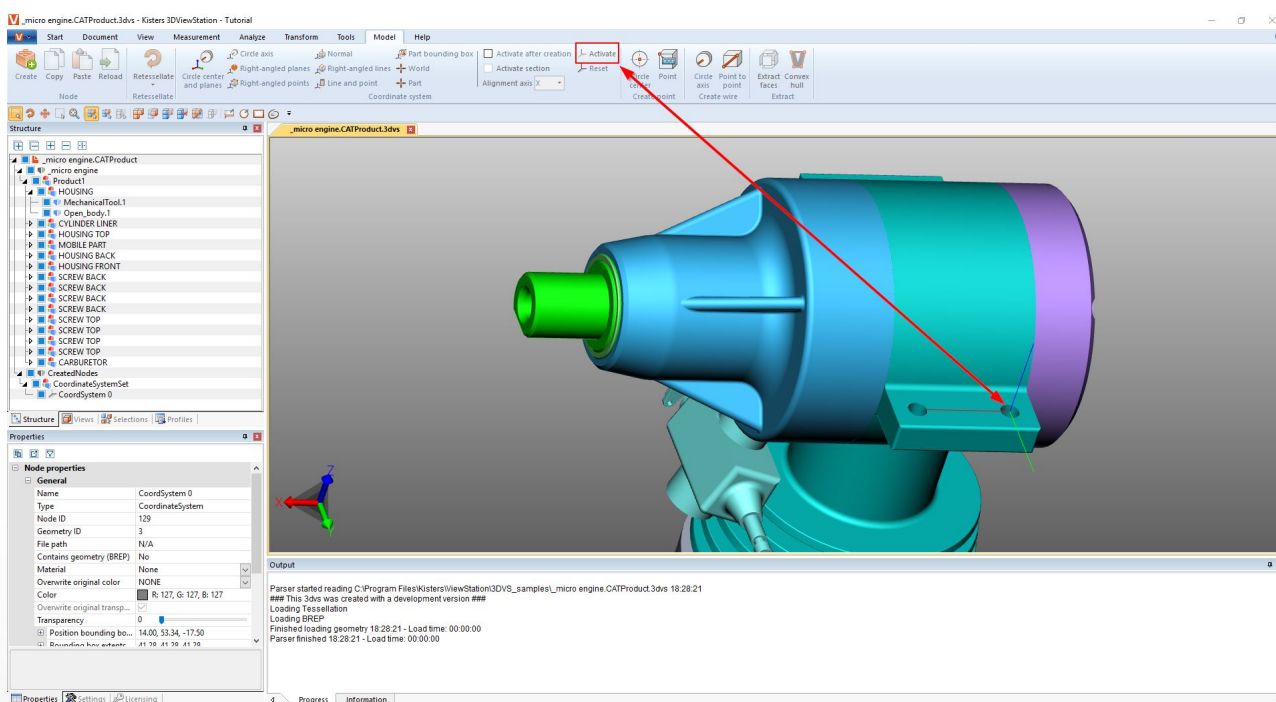 _micro engine.CATProduct.3dvs - Kisters 3DViewStation - Tutorial
Start Document View Measurement Analyze Transform Tools Model Help
Circle axis Normal Part bounding box Activate after creation Activate
Right-angled planes Right-angled lines World Activate section Reset
Right-angled points Line and point Part Alignment axis X
Create Copy Paste Reload Retessellate Circle center and planes Circle center Point Circle axis Point to point Extract faces Convex hull
Node Retessellate Coordinate system Create point Create wire Extract
Structure
_micro engine.CATProduct.3dvs
_micro engine.CATProduct
_micro engine
Product1
HOUSING
MechanicalTool.1
Open_body.1
CYLINDER LINER
HOUSING TOP
MOBILE PART
HOUSING BACK
HOUSING FRONT
SCREW BACK
SCREW BACK
SCREW BACK
SCREW BACK
SCREW TOP
SCREW TOP
SCREW TOP
SCREW TOP
CARBURETOR
CreatedNodes
CoordinateSystemSet
CoordSystem 0
Structure Views Selections Profiles
Properties
Node properties
General
Name CoordSystem 0
Type CoordinateSystem
Node ID 129
Geometry ID 3
File path N/A
Contains geometry (BREP) No
Material None
Overwrite original color NONE
Color R: 127, G: 127, B: 127
Overwrite original transp...
Transparency 0
Position bounding bo... 14.00, 53.34, -17.50
Bounding box extents 41.28, 41.28, 41.28
Properties Settings Licensing
Z
X
Y
Output
Parser started reading C:\Program Files\Kisters\ViewStation\3DVS_samples\_micro engine.CATProduct.3dvs 18:28:21
### This 3dvs was created with a development version ###
Loading Tessellation
Loading BREP
Finished loading geometry 18:28:21 - Load time: 00:00:00
Parser finished 18:28:21 - Load time: 00:00:00
Progress Information